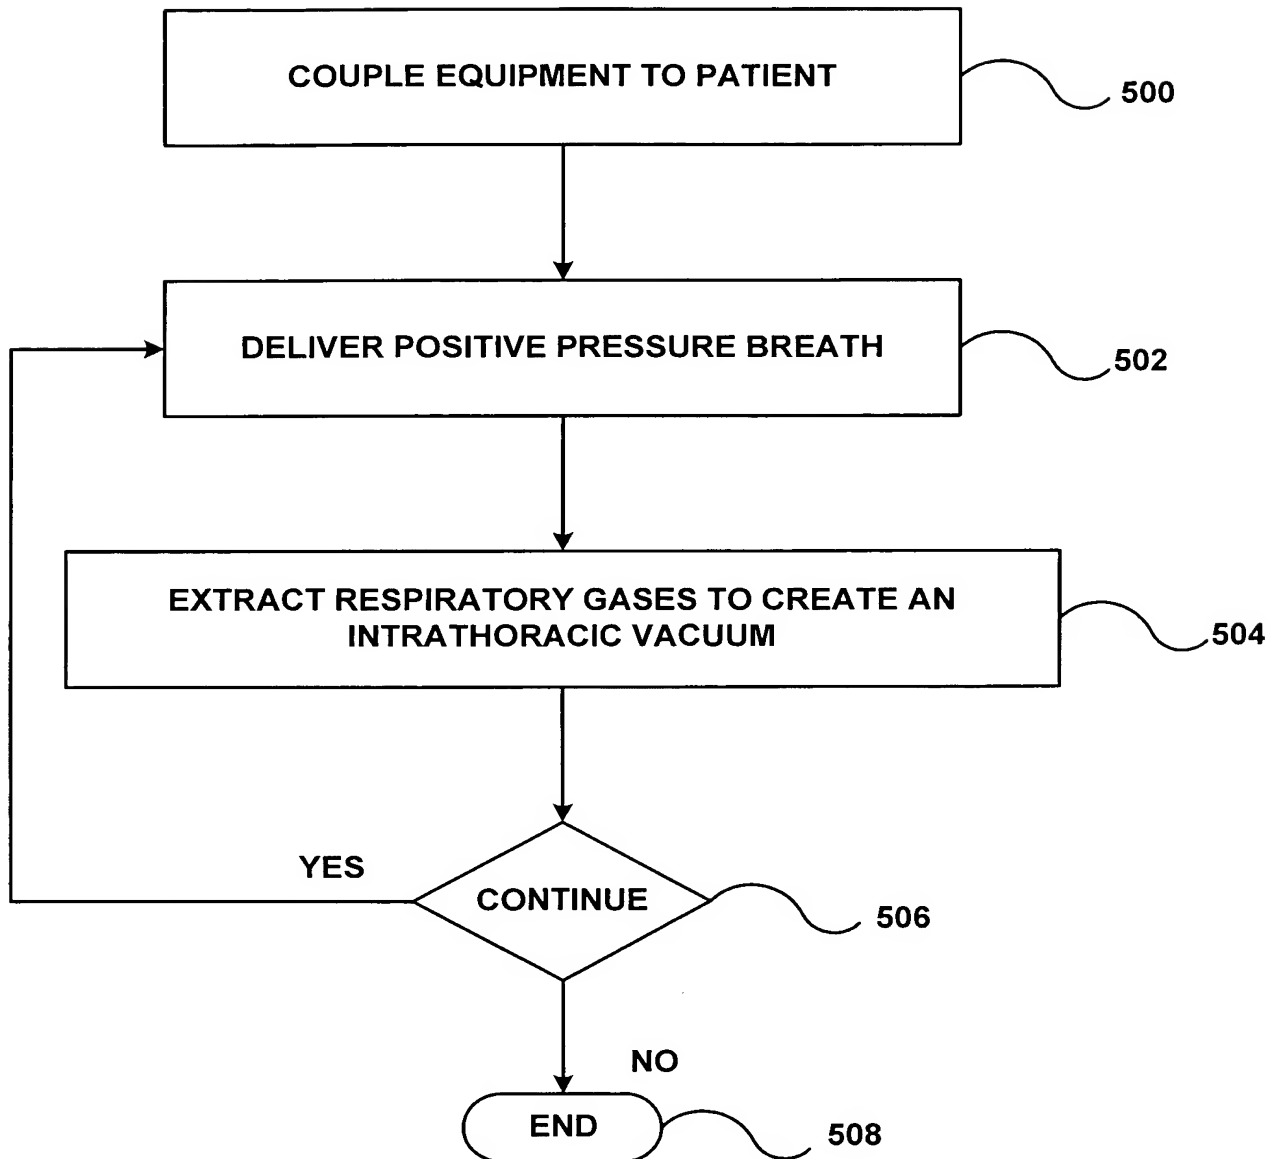 COUPLE EQUIPMENT TO PATIENT
500
DELIVER POSITIVE PRESSURE BREATH
502
EXTRACT RESPIRATORY GASES TO CREATE AN
INTRATHORACIC VACUUM
504
YES
CONTINUE
506
NO
END
508